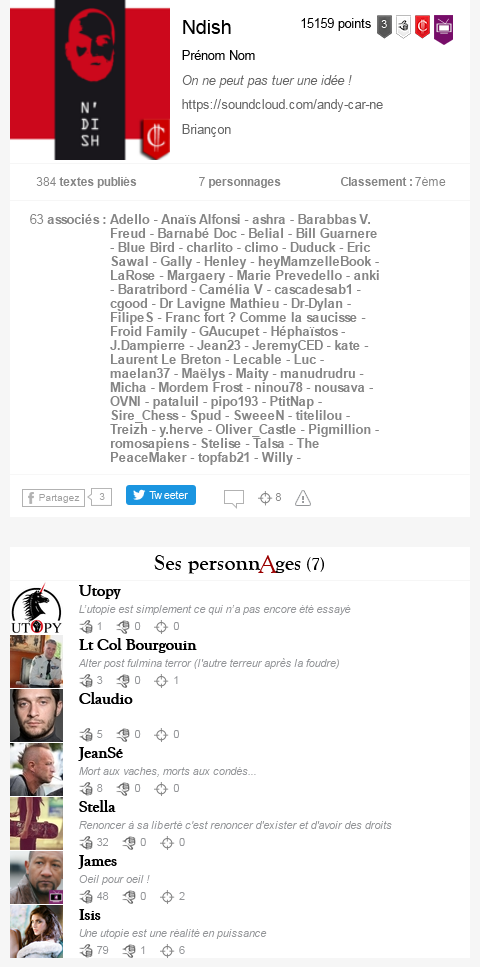 Ndish
15159 points
3
Prénom Nom
On ne peut pas tuer une idée !
https://soundcloud.com/andy-car-ne
Briançon
N'
DI
SH
384 textes publiés
7 personnages
Classement : 7ème
63 associés : Adello - Anaïs Alfonsi - ashra - Barabbas V.
Freud - Barnabé Doc - Belial - Bill Guarnere
- Blue Bird - charlito - climo - Duduck - Eric
Sawal - Gally - Henley - heyMamzelleBook -
LaRose - Margaery - Marie Prevedello - anki
- Baratribord - Camélia V - cascadesab1 -
cgood - Dr Lavigne Mathieu - Dr-Dylan -
FilipeS - Franc fort ? Comme la saucisse -
Froid Family - GAucupet - Héphaïstos -
J.Dampierre - Jean23 - JeremyCED - kate -
Laurent Le Breton - Lecable - Luc -
maelan37 - Maëlys - Maity - manudrudru -
Micha - Mordem Frost - ninou78 - nousava -
OVNI - pataluil - pipo193 - PtitNap -
Sire_Chess - Spud - SweeeN - titelilou -
Treizh - y.herve - Oliver_Castle - Pigmillion -
romosapiens - Stelise - Talsa - The
PeaceMaker - topfab21 - Willy -
f Partagez 3
Tweeter
8
Ses personnAges (7)
UTOPY
Utopy
L'utopie est simplement ce qui n'a pas encore été essayé
1 0 0
Lt Col Bourgouin
Alter post fulmina terror (l'autre terreur après la foudre)
3 0 1
Claudio
5 0 0
JeanSé
Mort aux vaches, morts aux condés...
8 0 0
Stella
Renoncer à sa liberté c'est renoncer d'exister et d'avoir des droits
32 0 0
James
Oeil pour oeil !
48 0 2
Isis
Une utopie est une réalité en puissance
79 1 6